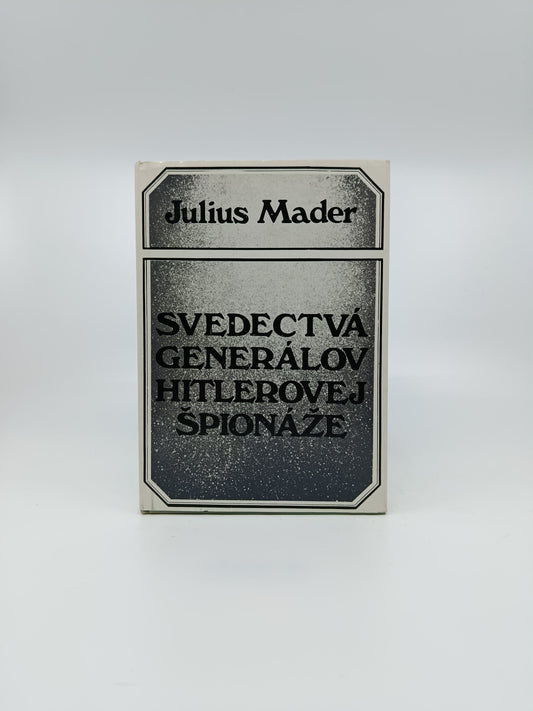 Julius Mader
SVEDECTVÁ
GENERÁLOV
HITLEROVEJ
ŠPIONÁŽE